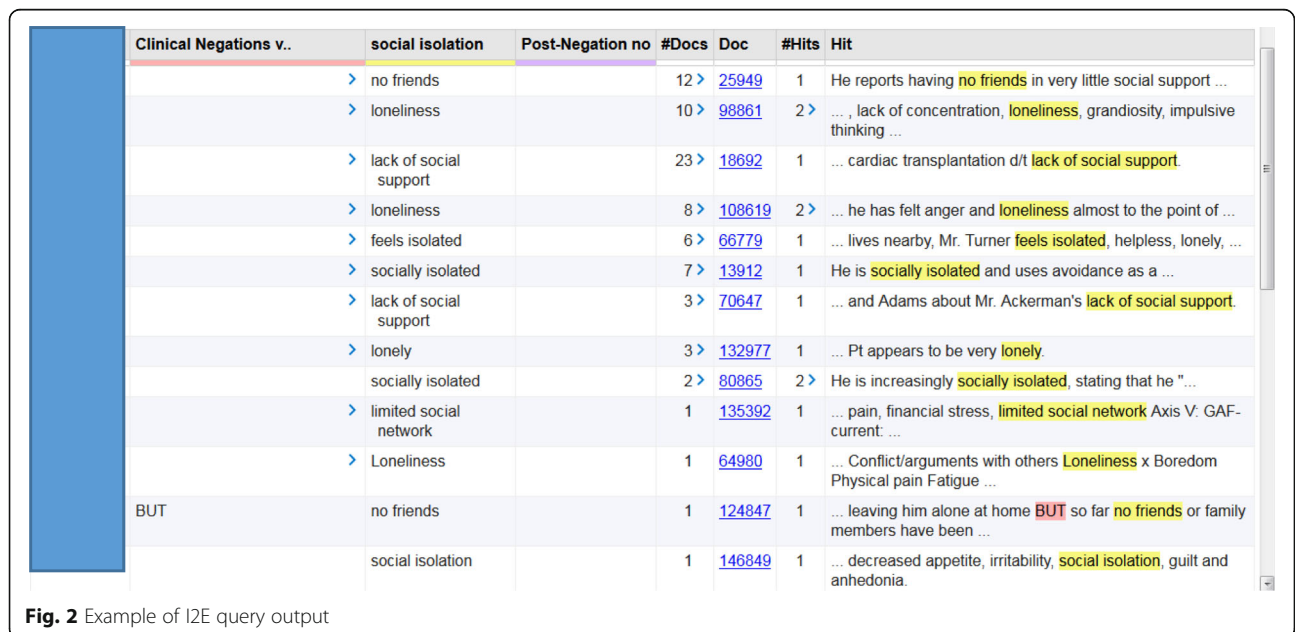 Clinical Negations v.. social isolation Post-Negation no #Docs Doc #Hits Hit
> no friends 12 > 25949 1 He reports having no friends in very little social support ...
> loneliness 10 > 98861 2 > ... , lack of concentration, loneliness, grandiosity, impulsive
thinking ...
> lack of social 23 > 18692 1 ... cardiac transplantation d/t lack of social support.
support
> loneliness 8 > 108619 2 > ... he has felt anger and loneliness almost to the point of ...
> feels isolated 6 > 66779 1 ... lives nearby, Mr. Turner feels isolated, helpless, lonely, ...
> socially isolated 7 > 13912 1 He is socially isolated and uses avoidance as a ...
> lack of social 3 > 70647 1 ... and Adams about Mr. Ackerman's lack of social support.
support
> lonely 3 > 132977 1 ... Pt appears to be very lonely.
socially isolated 2 > 80865 2 > He is increasingly socially isolated, stating that he "...
> limited social 1 135392 1 ... pain, financial stress, limited social network Axis V: GAF-
network current: ...
> Loneliness 1 64980 1 ... Conflict/arguments with others Loneliness x Boredom
Physical pain Fatigue ...
BUT no friends 1 124847 1 ... leaving him alone at home BUT so far no friends or family
members have been ...
social isolation 1 146849 1 ... decreased appetite, irritability, social isolation, guilt and
anhedonia.
Fig. 2 Example of I2E query output